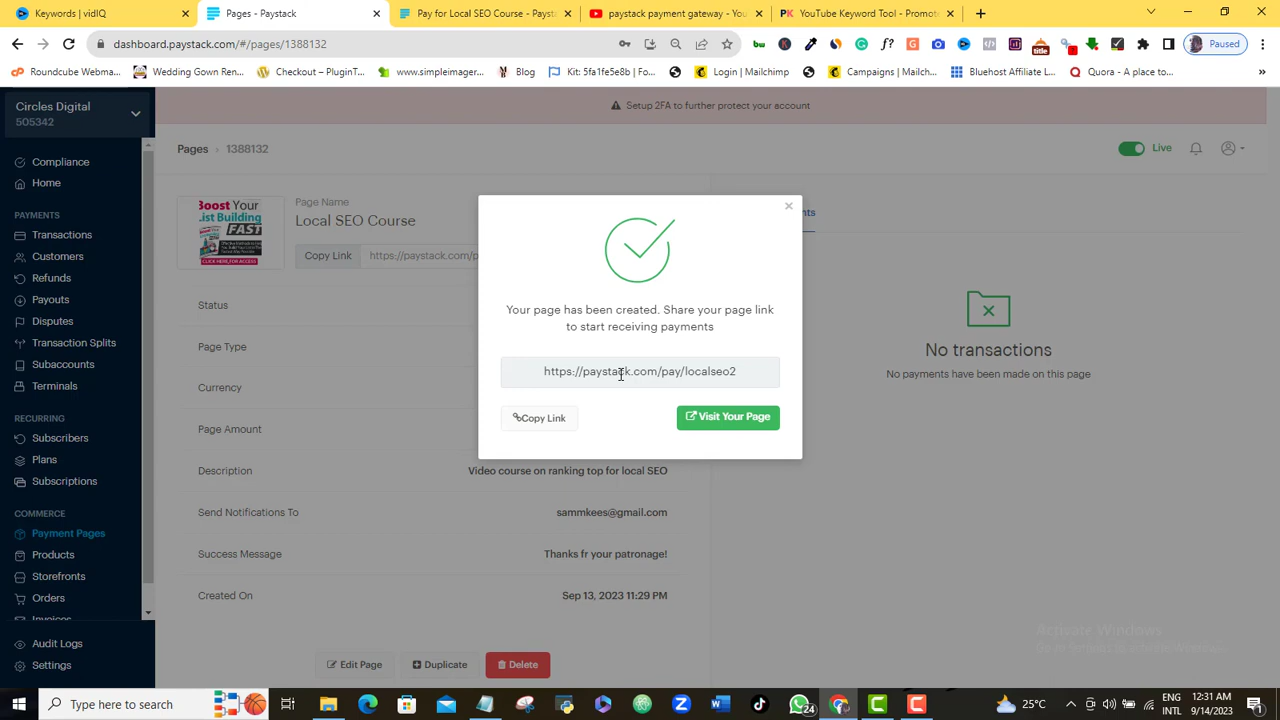 Keywords | vidIQ
Pages - Paystack
Pay for Local SEO Course - Paysta
paystack payment gateway - You
YouTube Keyword Tool - Promote
dashboard.paystack.com/#/pages/1388132
Paused
Roundcube Webma...
Wedding Gown Ren...
Checkout – PluginT...
www.simpleimager...
Blog
Kit: 5fa1fe5e8b | Fo...
Login | Mailchimp
Campaigns | Mailch...
Bluehost Affiliate L...
Quora - A place to...
Circles Digital
505342
Setup 2FA to further protect your account
Compliance
Home
PAYMENTS
Transactions
Customers
Refunds
Payouts
Disputes
Transaction Splits
Subaccounts
Terminals
RECURRING
Subscribers
Plans
Subscriptions
COMMERCE
Payment Pages
Products
Storefronts
Orders
Invoices
Audit Logs
Settings
Pages › 1388132
Live
Boost Your
List Building
FAST
CLICK HERE FOR ACCESS
Page Name
Local SEO Course
Copy Link
https://paystack.com/p
Status
Page Type
Currency
Page Amount
Description
Video course on ranking top for local SEO
Send Notifications To
sammkees@gmail.com
Success Message
Thanks fr your patronage!
Created On
Sep 13, 2023 11:29 PM
Edit Page
Duplicate
Delete
Your page has been created. Share your page link
to start receiving payments
https://paystack.com/pay/localseo2
Copy Link
Visit Your Page
nts
No transactions
No payments have been made on this page
Activate Windows
Type here to search
24
25°C
ENG
INTL
12:31 AM
9/14/2023